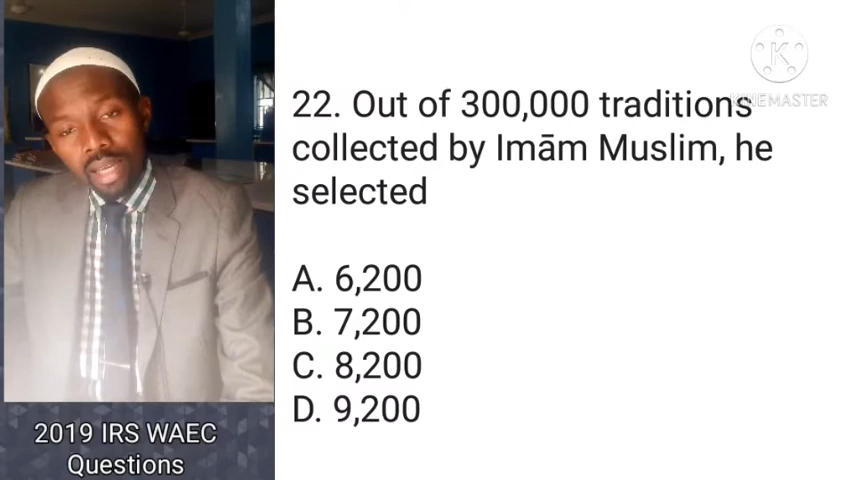 22. Out of 300,000 traditions
collected by Imām Muslim, he
selected
A. 6,200
B. 7,200
C. 8,200
D. 9,200
2019 IRS WAEC
Questions
K
KINEMASTER